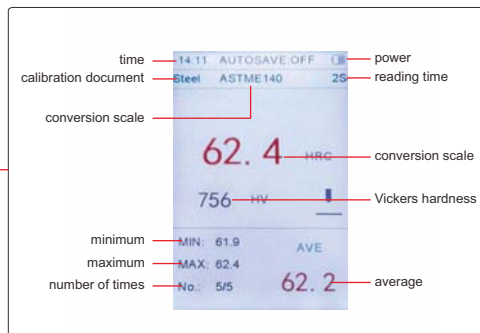 time 14:11 AUTOSAVE:OFF power
calibration document Steel ASTME140 2S reading time
conversion scale
62.4 HRC conversion scale
756 HV Vickers hardness
minimum MIN: 61.9 AVE
maximum MAX: 62.4
number of times No.: 5/5 62.2 average